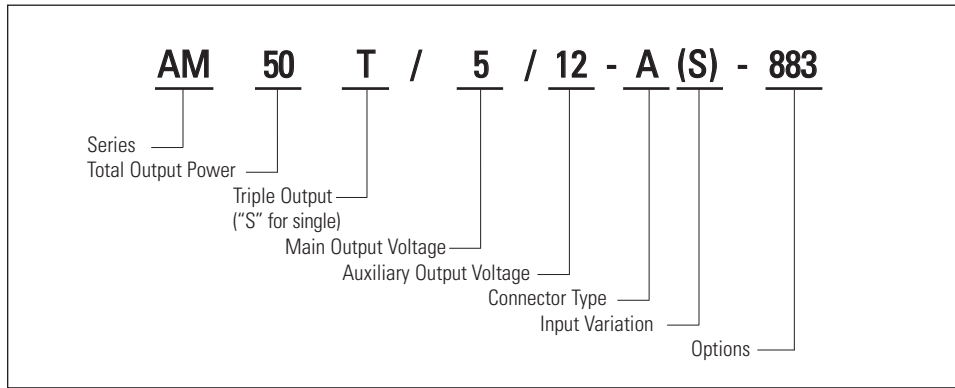 AM 50 T / 5 / 12 - A (S) - 883
Series
Total Output Power
Triple Output
(“S” for single)
Main Output Voltage
Auxiliary Output Voltage
Connector Type
Input Variation
Options